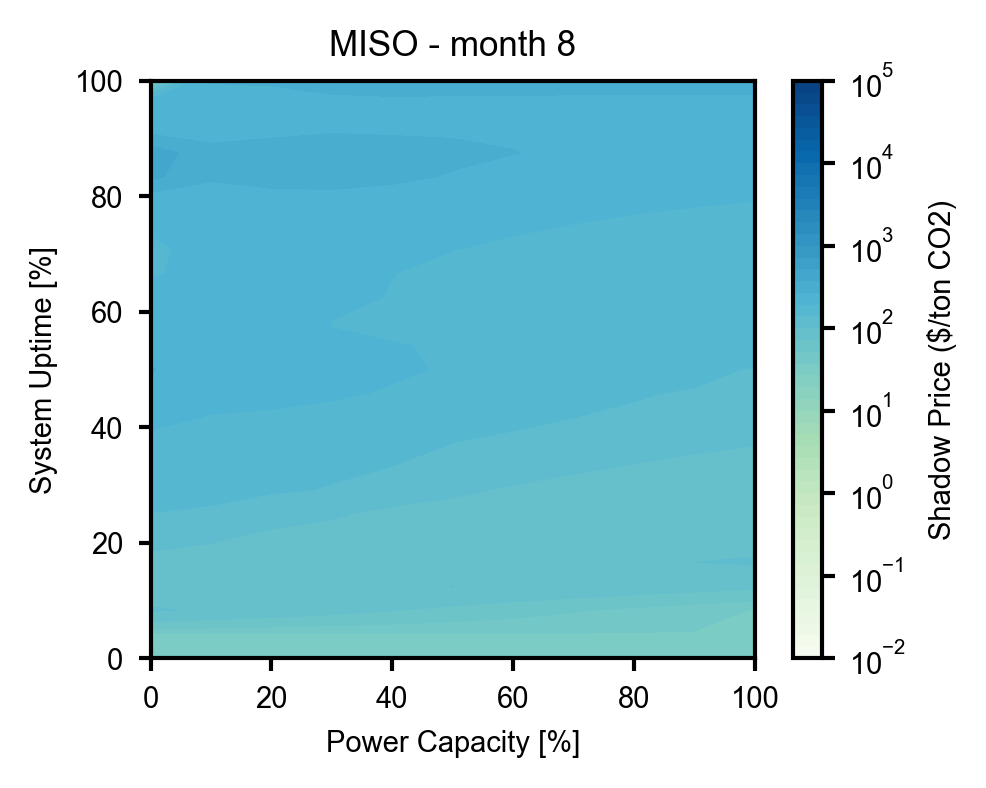 MISO - month 8
100
80
60
40
20
0
System Uptime [%]
0 20 40 60 80 100
Power Capacity [%]
10^5
10^4
10^3
10^2
10^1
10^0
10^−1
10^−2
Shadow Price ($/ton CO2)